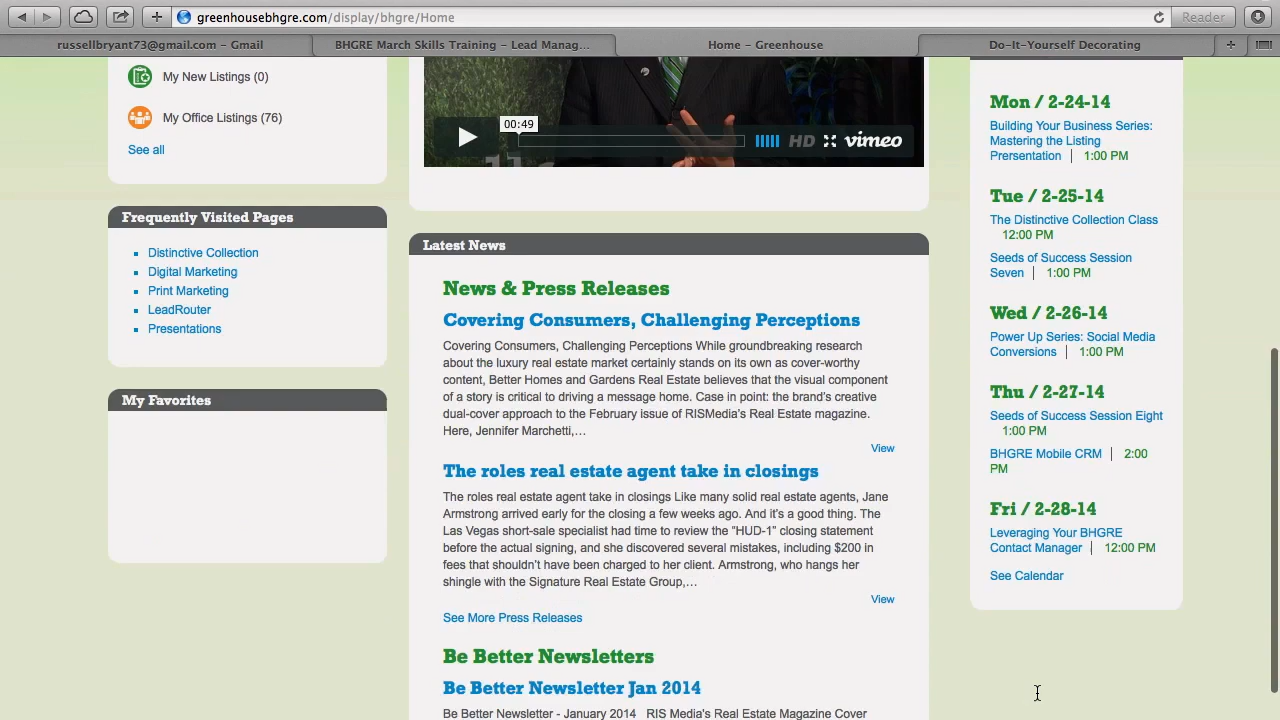 greenhousebhgre.com/display/bhgre/Home
Reader
russellbryant73@gmail.com – Gmail
BHGRE March Skills Training – Lead Manag...
Home – Greenhouse
Do-It-Yourself Decorating
My New Listings (0)
My Office Listings (76)
See all
Frequently Visited Pages
Distinctive Collection
Digital Marketing
Print Marketing
LeadRouter
Presentations
My Favorites
00:49
HD
vimeo
Latest News
News & Press Releases
Covering Consumers, Challenging Perceptions
Covering Consumers, Challenging Perceptions While groundbreaking research
about the luxury real estate market certainly stands on its own as cover-worthy
content, Better Homes and Gardens Real Estate believes that the visual component
of a story is critical to driving a message home. Case in point: the brand's creative
dual-cover approach to the February issue of RISMedia's Real Estate magazine.
Here, Jennifer Marchetti,…
View
The roles real estate agent take in closings
The roles real estate agent take in closings Like many solid real estate agents, Jane
Armstrong arrived early for the closing a few weeks ago. And it's a good thing. The
Las Vegas short-sale specialist had time to review the "HUD-1" closing statement
before the actual signing, and she discovered several mistakes, including $200 in
fees that shouldn't have been charged to her client. Armstrong, who hangs her
shingle with the Signature Real Estate Group,…
View
See More Press Releases
Be Better Newsletters
Be Better Newsletter Jan 2014
Be Better Newsletter - January 2014 RIS Media's Real Estate Magazine Cover
Mon / 2-24-14
Building Your Business Series:
Mastering the Listing
Prersentation | 1:00 PM
Tue / 2-25-14
The Distinctive Collection Class
12:00 PM
Seeds of Success Session
Seven | 1:00 PM
Wed / 2-26-14
Power Up Series: Social Media
Conversions | 1:00 PM
Thu / 2-27-14
Seeds of Success Session Eight
1:00 PM
BHGRE Mobile CRM | 2:00
PM
Fri / 2-28-14
Leveraging Your BHGRE
Contact Manager | 12:00 PM
See Calendar